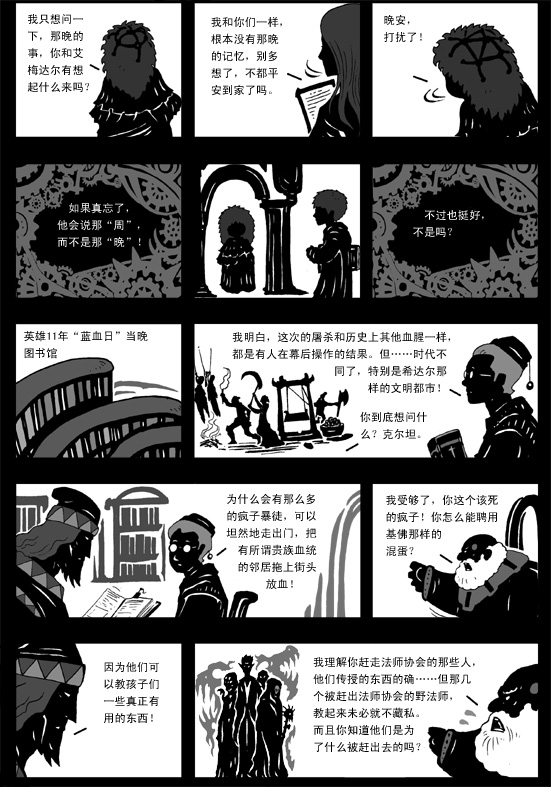 我只想问一
下，那晚的
事，你和艾
梅达尔有想
起什么来吗？
我和你们一样，
根本没有那晚
的记忆，别多
想了，不都平
安到家了吗。
晚安，
打扰了！
如果真忘了，
他会说那“周”，
而不是那“晚”！
不过也挺好，
不是吗？
英雄11年“蓝血日”当晚
图书馆
我明白，这次的屠杀和历史上其他血腥一样，
都是有人在幕后操作的结果。但……时代不
同了，特别是希达尔那
样的文明都市！
你到底想问什
么？克尔坦。
为什么会有那么多
的疯子暴徒，可以
坦然地走出门，把
有所谓贵族血统
的邻居拖上街头
放血！
我受够了，你这个该死
的疯子！你怎么能聘用
基佛那样的
混蛋？
因为他们可
以教孩子们
一些真正有
用的东西！
我理解你赶走法师协会的那些人，
他们传授的东西的确……但那几
个被赶出法师协会的野法师，
教起来未必就不藏私。
而且你知道他们是为
了什么被赶出去的吗？